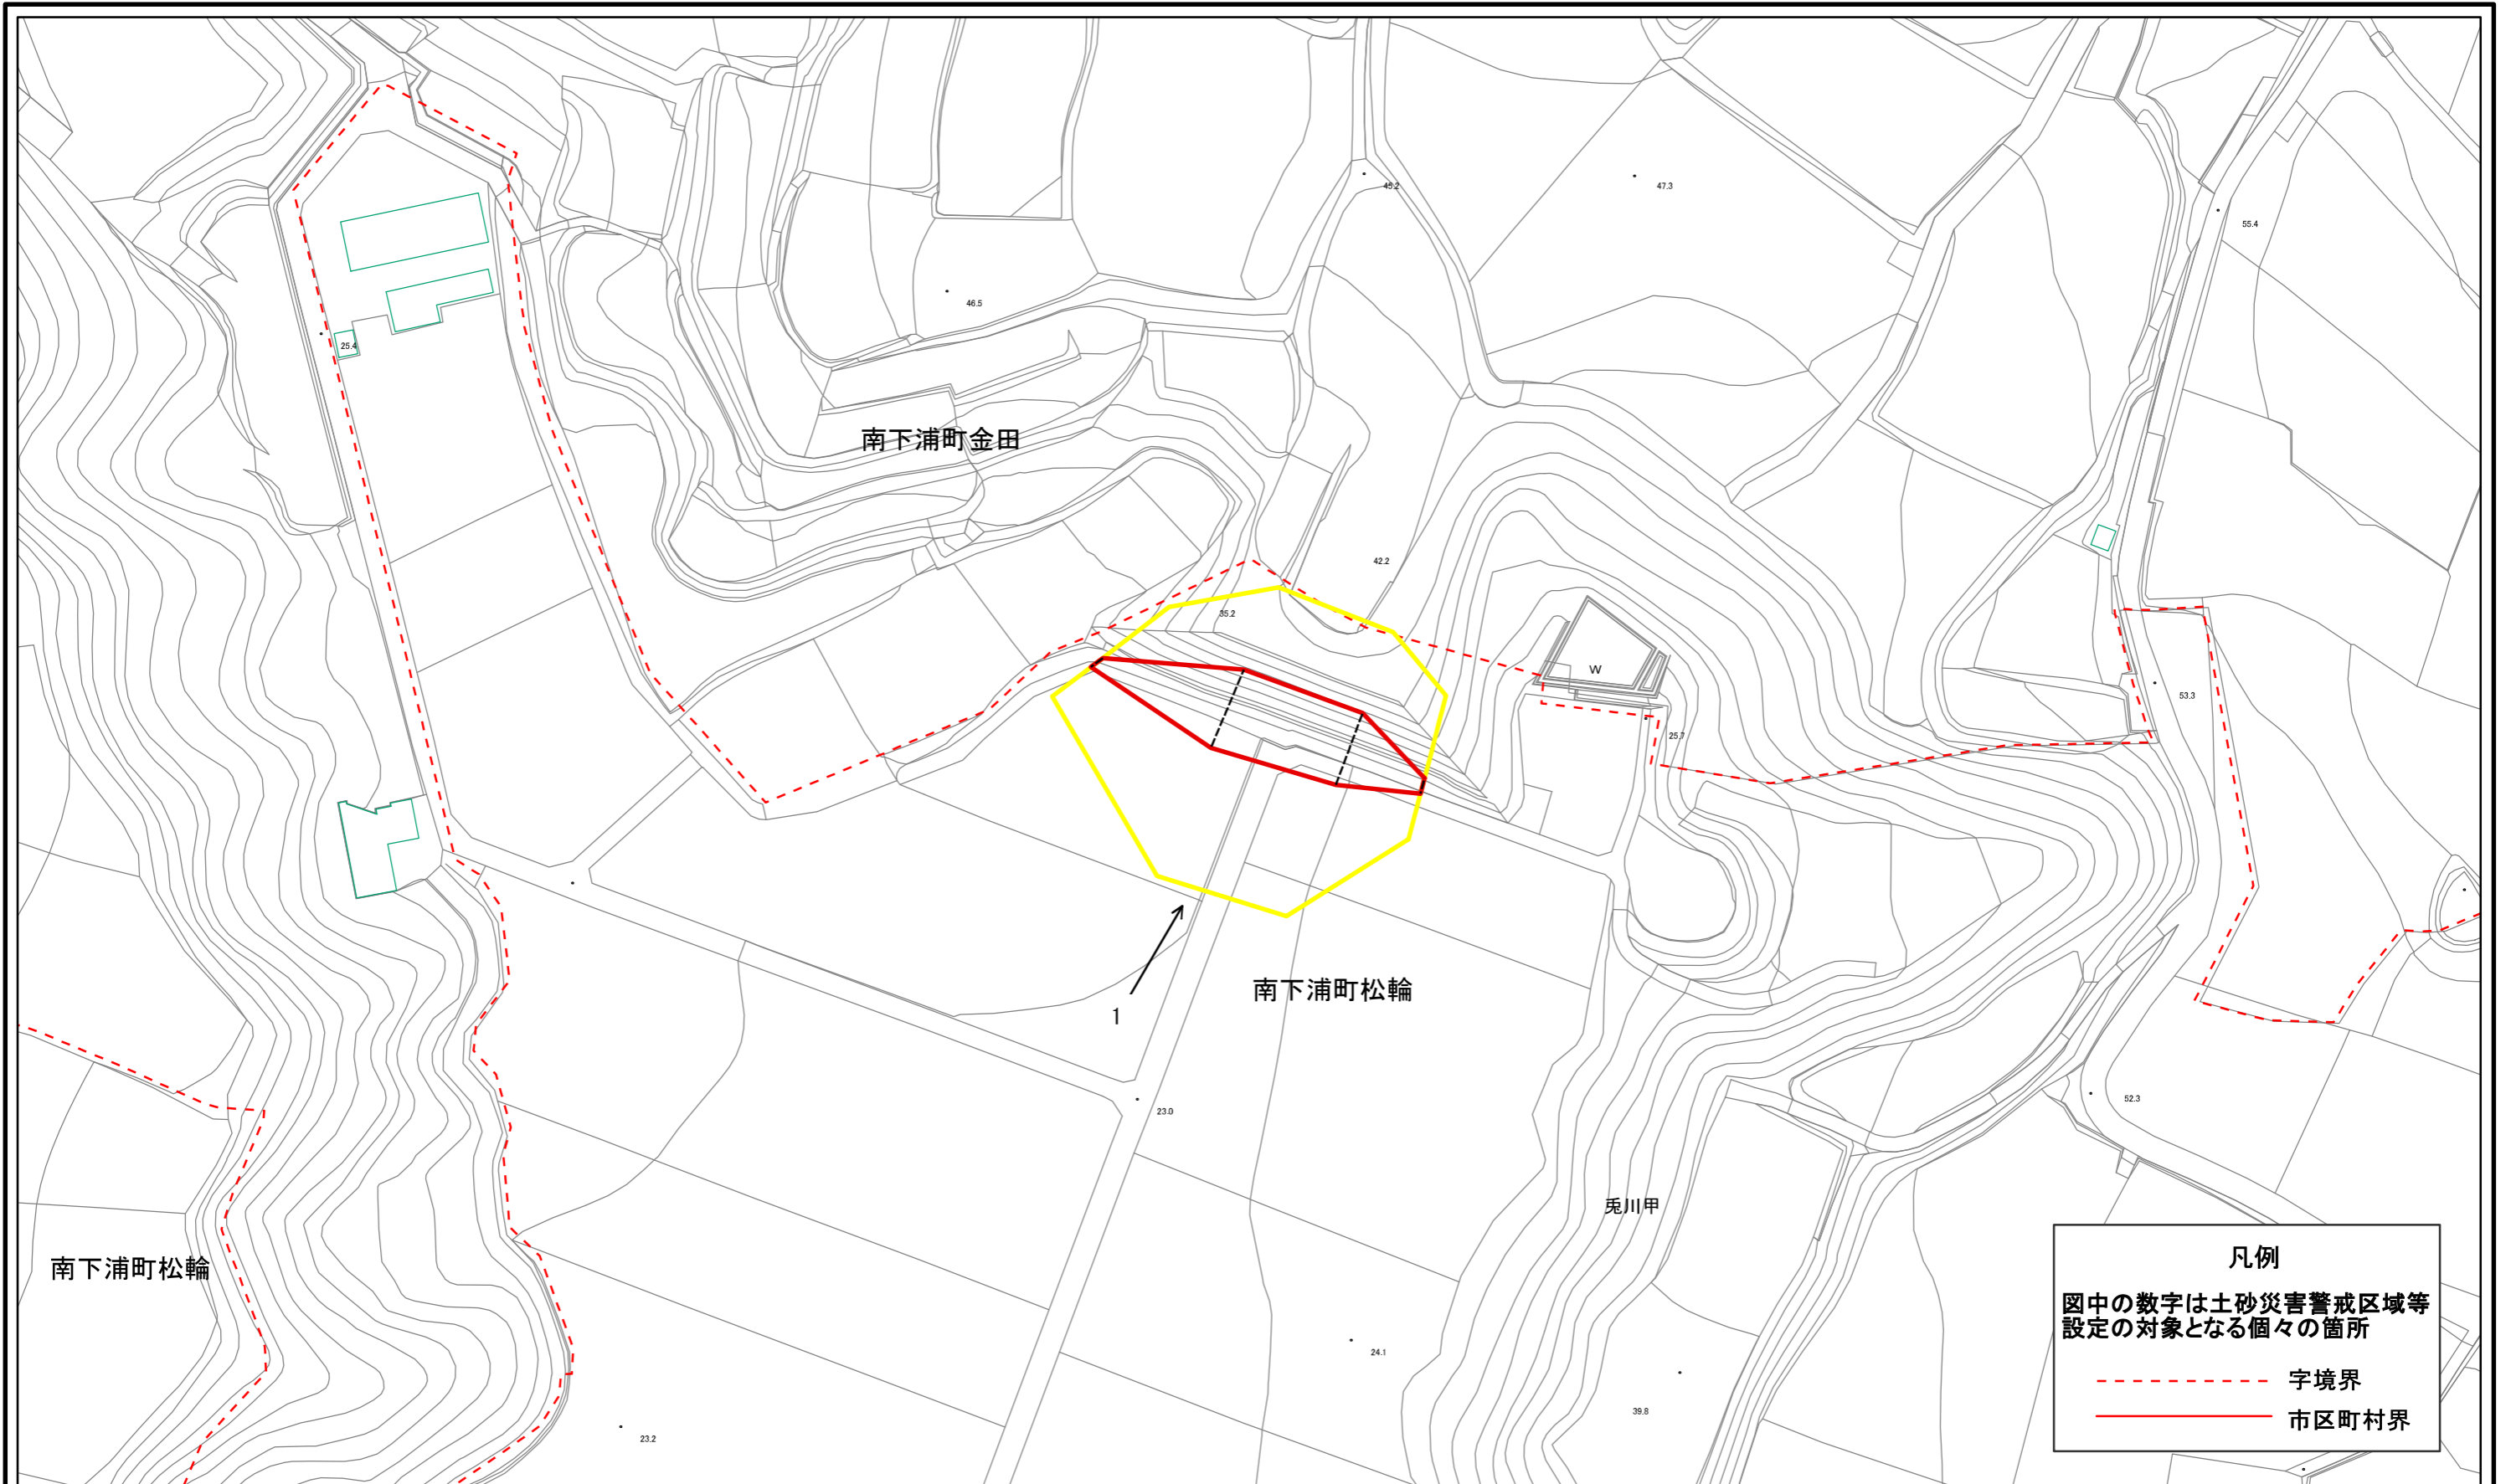 45.2
47.3
55.4
46.5
25.4
南下浦町金田
42.2
35.2
W
53.3
25.7
南下浦町松輪
1
23.0
52.3
兎川甲
南下浦町松輪
24.1
39.8
23.2
凡例
図中の数字は土砂災害警戒区域等
設定の対象となる個々の箇所
字境界
市区町村界